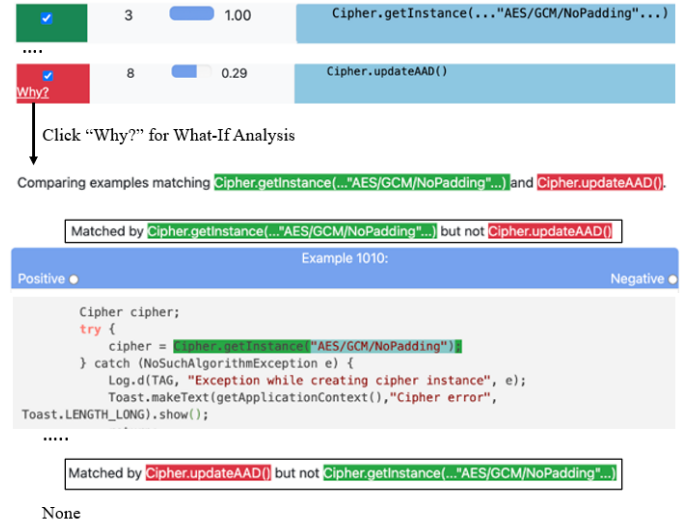 3 1.00 Cipher.getInstance(..."AES/GCM/NoPadding"...)
....
8 0.29 Cipher.updateAAD()
Why?
Click “Why?” for What-If Analysis
Comparing examples matching Cipher.getInstance(..."AES/GCM/NoPadding"...) and Cipher.updateAAD().
Matched by Cipher.getInstance(..."AES/GCM/NoPadding"...) but not Cipher.updateAAD()
Example 1010:
Positive Negative
Cipher cipher;
try {
cipher = Cipher.getInstance("AES/GCM/NoPadding");
} catch (NoSuchAlgorithmException e) {
Log.d(TAG, "Exception while creating cipher instance", e);
Toast.makeText(getApplicationContext(),"Cipher error",
Toast.LENGTH_LONG).show();
.....
Matched by Cipher.updateAAD() but not Cipher.getInstance(..."AES/GCM/NoPadding"...)
None